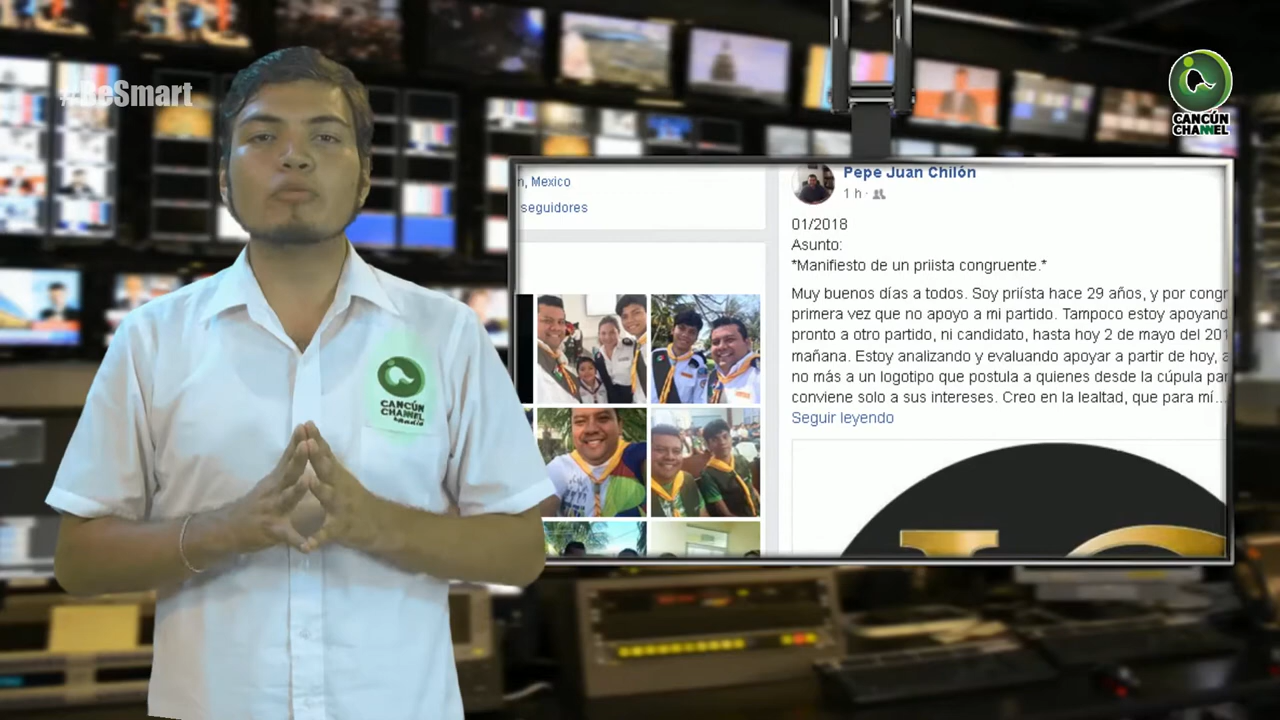 #BeSmart
CANCÚN
CHANNEL
CANCÚN
CHANNEL
n, Mexico
seguidores
Pepe Juan Chilón
1 h
01/2018
Asunto:
*Manifiesto de un priista congruente.*
Muy buenos días a todos. Soy priísta hace 29 años, y por congr
primera vez que no apoyo a mi partido. Tampoco estoy apoyand
pronto a otro partido, ni candidato, hasta hoy 2 de mayo del 201
mañana. Estoy analizando y evaluando apoyar a partir de hoy, a
no más a un logotipo que postula a quienes desde la cúpula par
conviene solo a sus intereses. Creo en la lealtad, que para mí...
Seguir leyendo